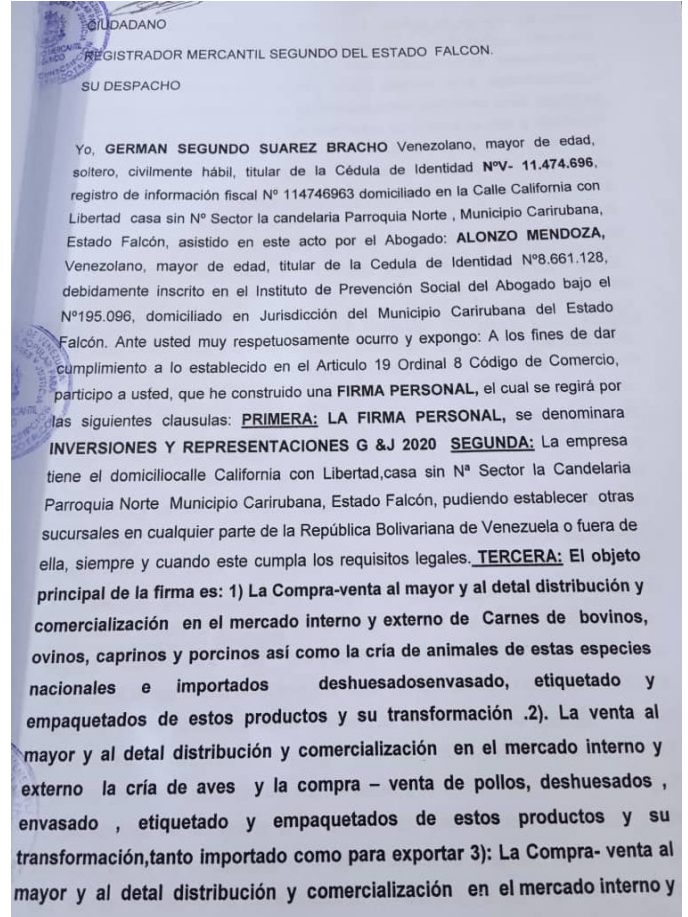 CIUDADANO
REGISTRADOR MERCANTIL SEGUNDO DEL ESTADO FALCON.
SU DESPACHO
Yo, GERMAN SEGUNDO SUAREZ BRACHO Venezolano, mayor de edad,
soltero, civilmente hábil, titular de la Cédula de Identidad NºV- 11.474.696,
registro de información fiscal Nº 114746963 domiciliado en la Calle California con
Libertad casa sin Nº Sector la candelaria Parroquia Norte , Municipio Carirubana,
Estado Falcón, asistido en este acto por el Abogado: ALONZO MENDOZA,
Venezolano, mayor de edad, titular de la Cedula de Identidad Nº8.661.128,
debidamente inscrito en el Instituto de Prevención Social del Abogado bajo el
Nº195.096, domiciliado en Jurisdicción del Municipio Carirubana del Estado
Falcón. Ante usted muy respetuosamente ocurro y expongo: A los fines de dar
cumplimiento a lo establecido en el Articulo 19 Ordinal 8 Código de Comercio,
participo a usted, que he construido una FIRMA PERSONAL, el cual se regirá por
las siguientes clausulas: PRIMERA: LA FIRMA PERSONAL, se denominara
INVERSIONES Y REPRESENTACIONES G &J 2020 SEGUNDA: La empresa
tiene el domiciliocalle California con Libertad,casa sin Nª Sector la Candelaria
Parroquia Norte Municipio Carirubana, Estado Falcón, pudiendo establecer otras
sucursales en cualquier parte de la República Bolivariana de Venezuela o fuera de
ella, siempre y cuando este cumpla los requisitos legales. TERCERA: El objeto
principal de la firma es: 1) La Compra-venta al mayor y al detal distribución y
comercialización en el mercado interno y externo de Carnes de bovinos,
ovinos, caprinos y porcinos así como la cría de animales de estas especies
nacionales e importados deshuesadosenvasado, etiquetado y
empaquetados de estos productos y su transformación .2). La venta al
mayor y al detal distribución y comercialización en el mercado interno y
externo la cría de aves y la compra – venta de pollos, deshuesados ,
envasado , etiquetado y empaquetados de estos productos y su
transformación,tanto importado como para exportar 3): La Compra- venta al
mayor y al detal distribución y comercialización en el mercado interno y